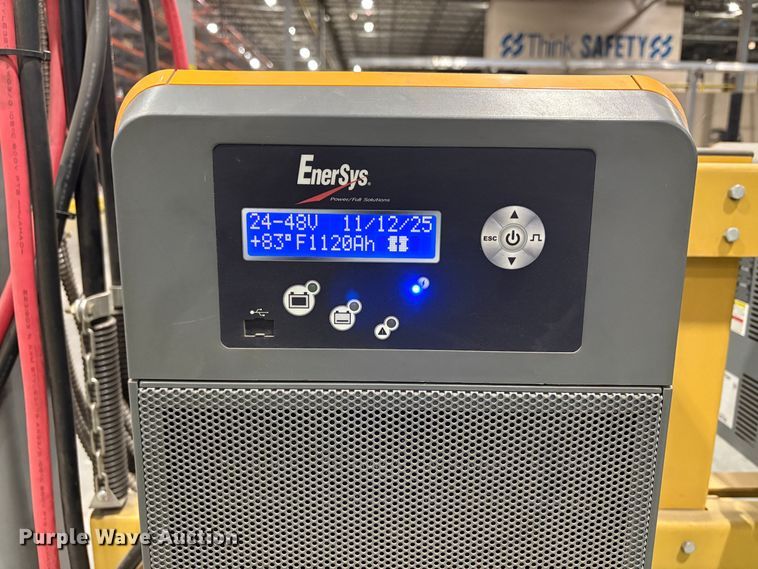 Think SAFETY
EnerSys
Power/Full Solutions
24-48V 11/12/25
+83°F1120Ah
ESC
Purple Wave Auction